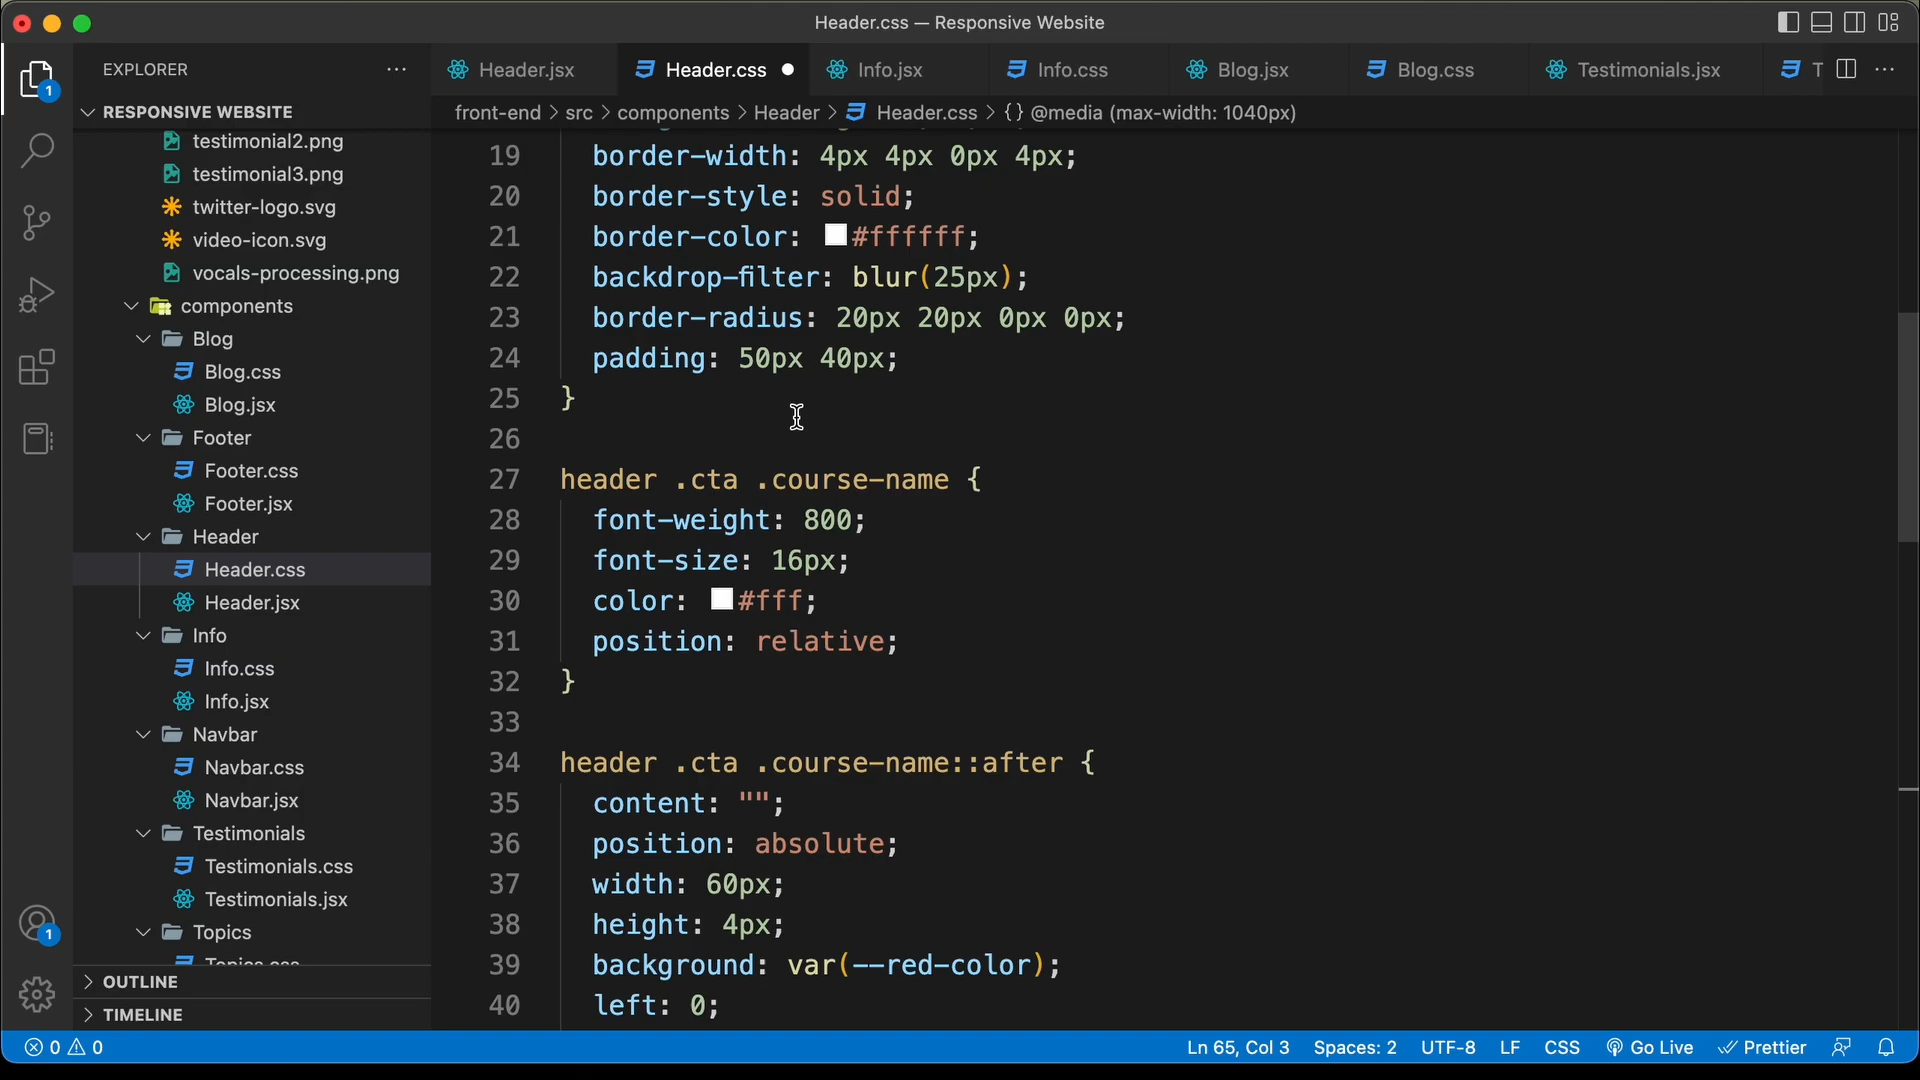 Header.css — Responsive Website
EXPLORER
Header.jsx
Header.css
Info.jsx
Info.css
Blog.jsx
Blog.css
Testimonials.jsx
T
front-end > src > components > Header > Header.css > {} @media (max-width: 1040px)
RESPONSIVE WEBSITE
testimonial2.png
testimonial3.png
twitter-logo.svg
video-icon.svg
vocals-processing.png
components
Blog
Blog.css
Blog.jsx
Footer
Footer.css
Footer.jsx
Header
Header.css
Header.jsx
Info
Info.css
Info.jsx
Navbar
Navbar.css
Navbar.jsx
Testimonials
Testimonials.css
Testimonials.jsx
Topics
Topics.css
OUTLINE
TIMELINE
1
1
19 border-width: 4px 4px 0px 4px;
20 border-style: solid;
21 border-color: #ffffff;
22 backdrop-filter: blur(25px);
23 border-radius: 20px 20px 0px 0px;
24 padding: 50px 40px;
25 }
26
27 header .cta .course-name {
28 font-weight: 800;
29 font-size: 16px;
30 color: #fff;
31 position: relative;
32 }
33
34 header .cta .course-name::after {
35 content: "";
36 position: absolute;
37 width: 60px;
38 height: 4px;
39 background: var(--red-color);
40 left: 0;
0 0
Ln 65, Col 3
Spaces: 2
UTF-8
LF
CSS
Go Live
Prettier